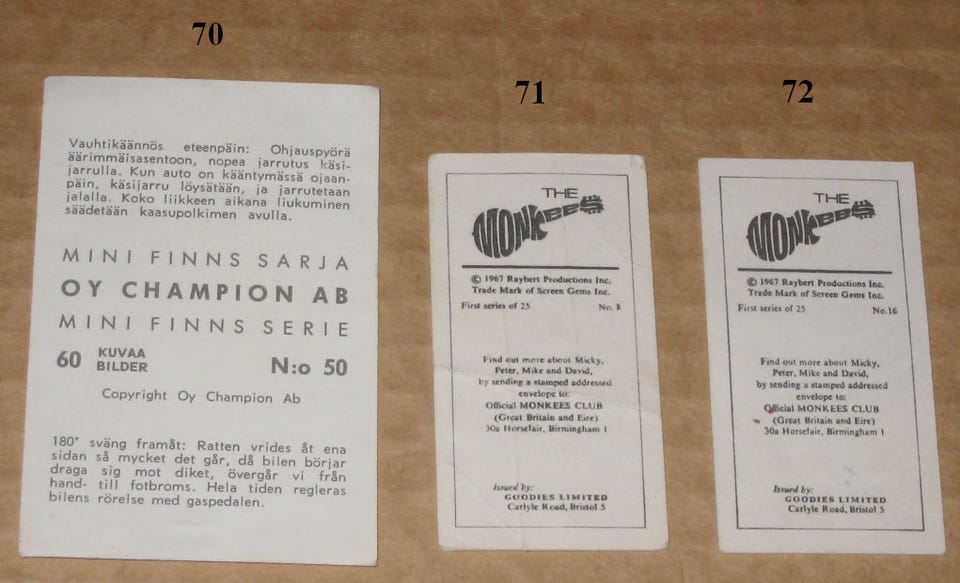 70
Vauhtikäännös eteenpäin: Ohjauspyörä
äärimmäisasentoon, nopea jarrutus käsi-
jarrulla. Kun auto on kääntymässä ojaan-
päin, käsijarru löysätään, ja jarrutetaan
jalalla. Koko liikkeen aikana liukuminen
säädetään kaasupolkimen avulla.
MINI FINNS SARJA
OY CHAMPION AB
MINI FINNS SERIE
60 KUVAA
BILDER
N:o 50
Copyright Oy Champion Ab
180° sväng framåt: Ratten vrides åt ena
sidan så mycket det går, då bilen börjar
draga sig mot diket, övergår vi från
hand- till fotbroms. Hela tiden regleras
bilens rörelse med gaspedalen.
71
THE
MONKEES
© 1967 Raybert Productions Inc.
Trade Mark of Screen Gems Inc.
First series of 25 No. 8
Find out more about Micky,
Peter, Mike and David,
by sending a stamped addressed
envelope to:
Official MONKEES CLUB
(Great Britain and Eire)
30a Horsefair, Birmingham 1
Issued by:
GOODIES LIMITED
Carlyle Road, Bristol 5
72
THE
MONKEES
© 1967 Raybert Productions Inc.
Trade Mark of Screen Gems Inc.
First series of 25 No.16
Find out more about Micky,
Peter, Mike and David,
by sending a stamped addressed
envelope to:
Official MONKEES CLUB
(Great Britain and Eire)
30a Horsefair, Birmingham 1
Issued by:
GOODIES LIMITED
Carlyle Road, Bristol 5